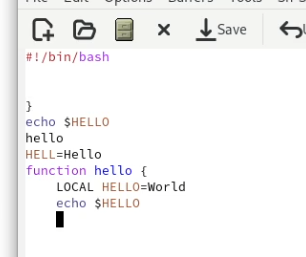 Save
#!/bin/bash
}
echo $HELLO
hello
HELL=Hello
function hello {
LOCAL HELLO=World
echo $HELLO